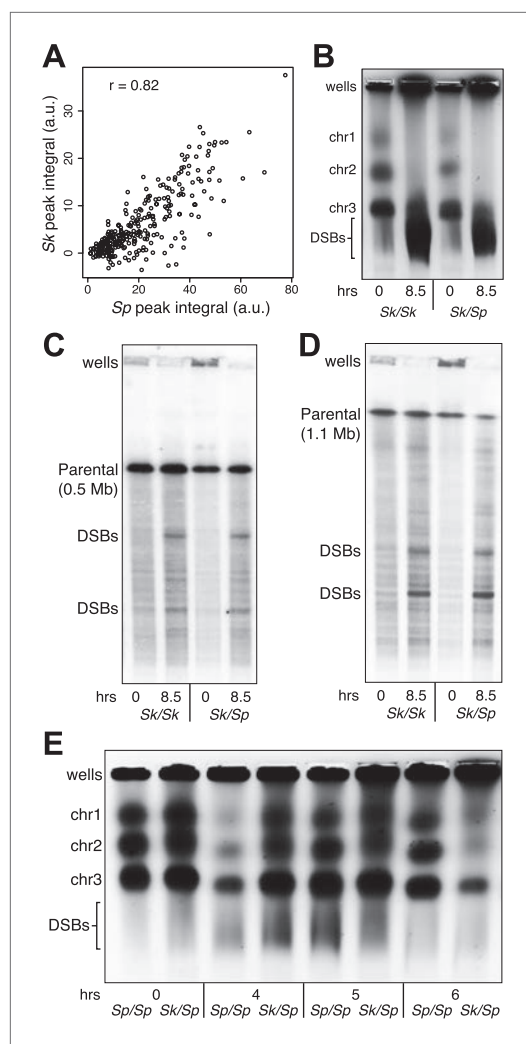 A
r = 0.82
Sk peak integral (a.u.)
30
20
10
0
0 20 40 60 80
Sp peak integral (a.u.)
B
wells
chr1
chr2
chr3
DSBs
hrs 0 8.5 0 8.5
Sk/Sk Sk/Sp
C
wells
Parental
(0.5 Mb)
DSBs
DSBs
hrs 0 8.5 0 8.5
Sk/Sk Sk/Sp
D
wells
Parental
(1.1 Mb)
DSBs
DSBs
hrs 0 8.5 0 8.5
Sk/Sk Sk/Sp
E
wells
chr1
chr2
chr3
DSBs
hrs 0 4 5 6
Sp/Sp Sk/Sp Sp/Sp Sk/Sp Sp/Sp Sk/Sp Sp/Sp Sk/Sp